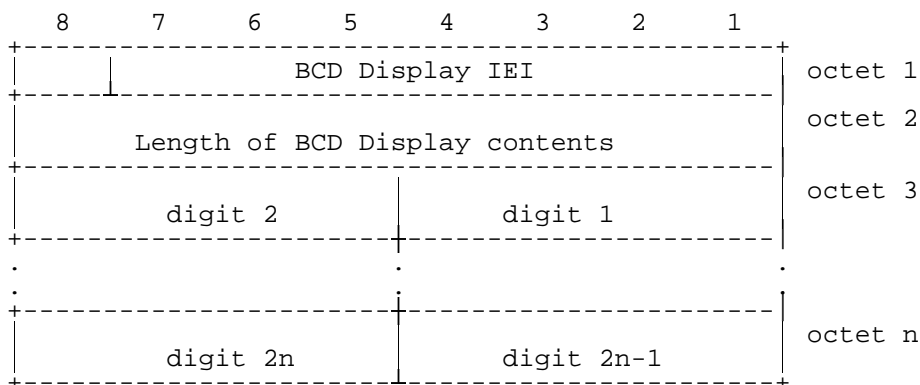 8 7 6 5 4 3 2 1
BCD Display IEI octet 1
octet 2
Length of BCD Display contents
octet 3
digit 2 digit 1
. . .
. . .
octet n
digit 2n digit 2n-1